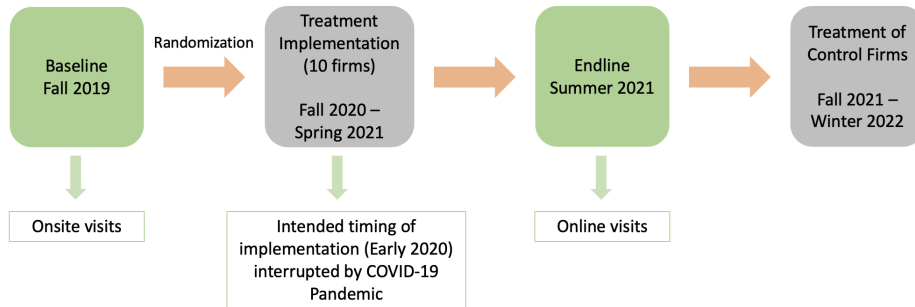 Baseline
Fall 2019
Randomization
Treatment
Implementation
(10 firms)
Fall 2020 –
Spring 2021
Endline
Summer 2021
Treatment of
Control Firms
Fall 2021 –
Winter 2022
Onsite visits
Intended timing of
implementation (Early 2020)
interrupted by COVID-19
Pandemic
Online visits